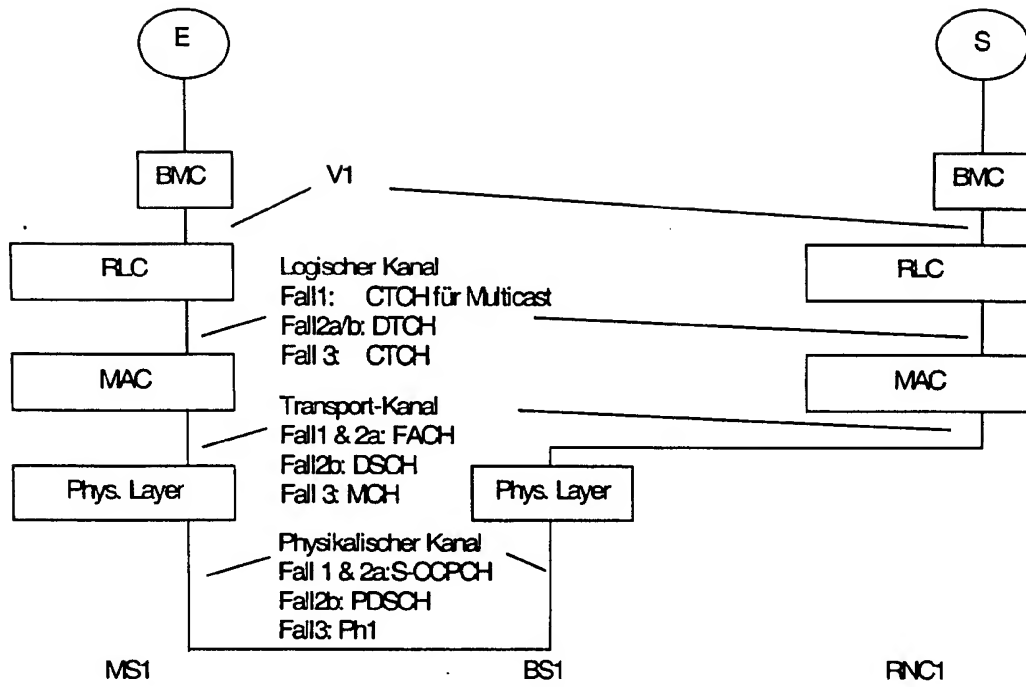 E
S
BMC
V1
BMC
RLC
RLC
Logischer Kanal
Fall1: CTCH für Multicast
Fall2a/b: DTCH
Fall 3: CTCH
MAC
MAC
Transport-Kanal
Fall1 & 2a: FACH
Fall2b: DSCH
Fall 3: MCH
Phys. Layer
Phys. Layer
Physikalischer Kanal
Fall 1 & 2a:S-CCPCH
Fall2b: PDSCH
Fall3: Ph1
MS1
BS1
RNC1